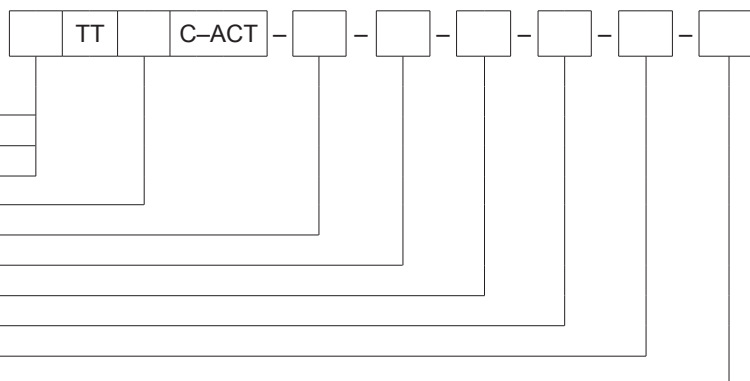 TT C–ACT – – – – – –